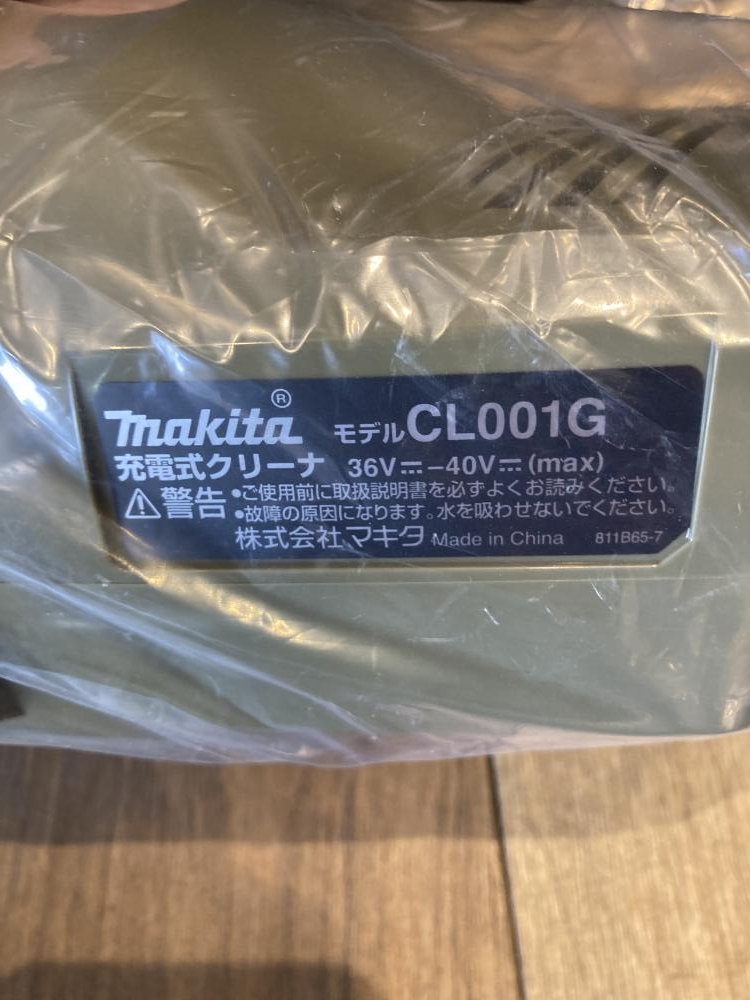 makita® モデルCL001G
充電式クリーナ 36V⎓-40V⎓(max)
⚠警告 •ご使用前に取扱説明書を必ずよくお読みください。
•故障の原因になります。水を吸わせないでください。
株式会社 マキタ Made in China 811B65-7